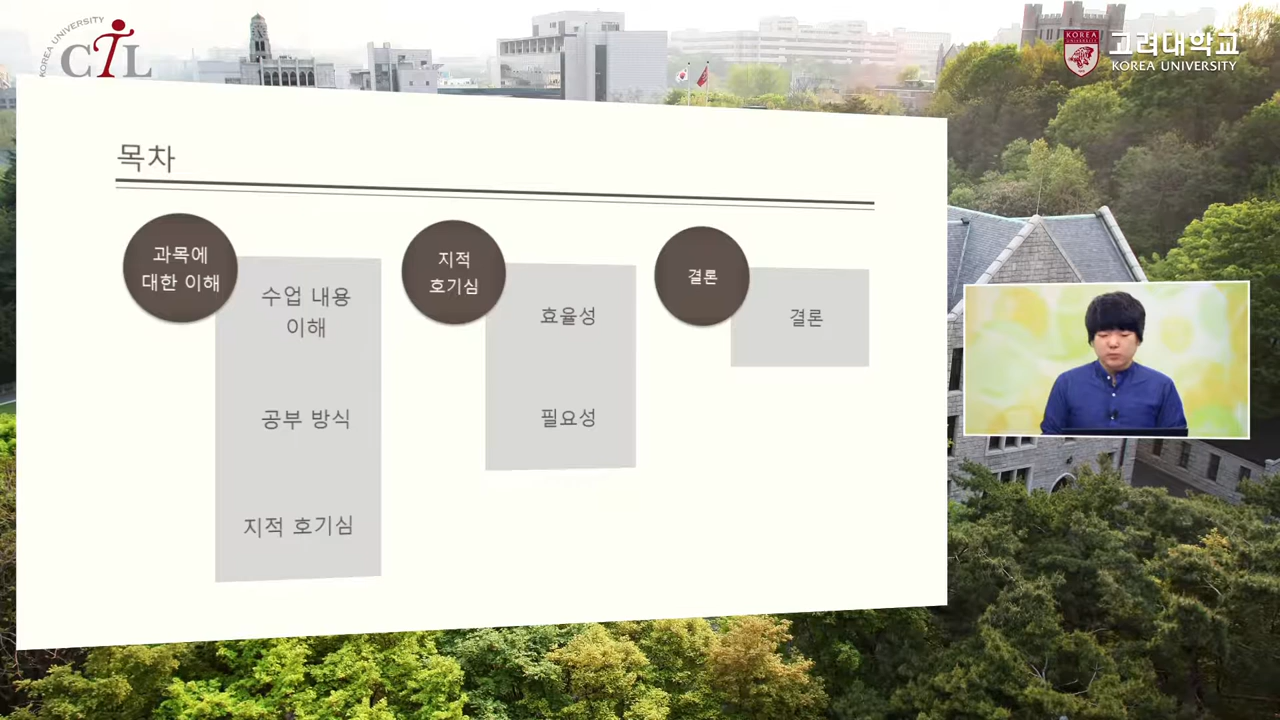 KOREA UNIVERSITY
CTL
KOREA UNIVERSITY
고려대학교
KOREA UNIVERSITY
목차
과목에
대한 이해
수업 내용
이해
공부 방식
지적 호기심
지적
호기심
효율성
필요성
결론
결론